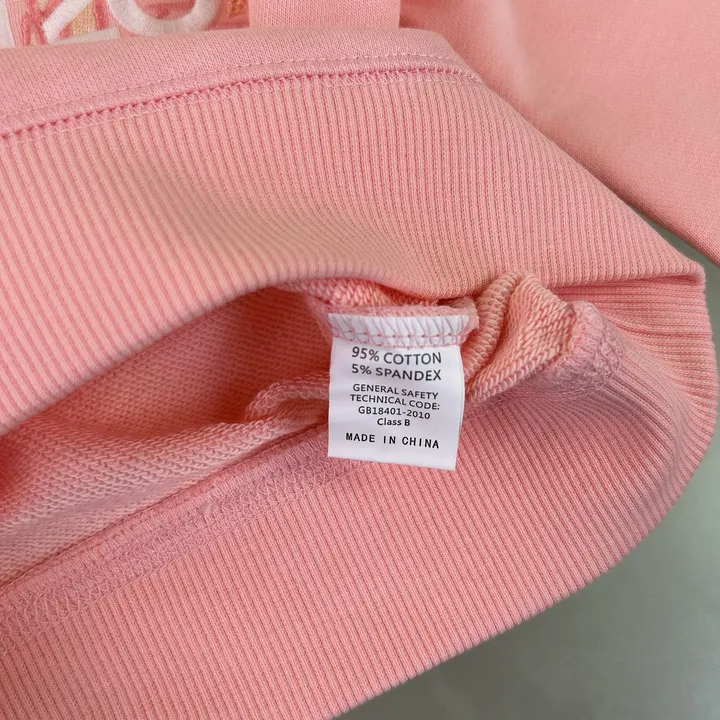 95% COTTON
5% SPANDEX
GENERAL SAFETY
TECHNICAL CODE:
GB18401-2010
Class B
MADE IN CHINA